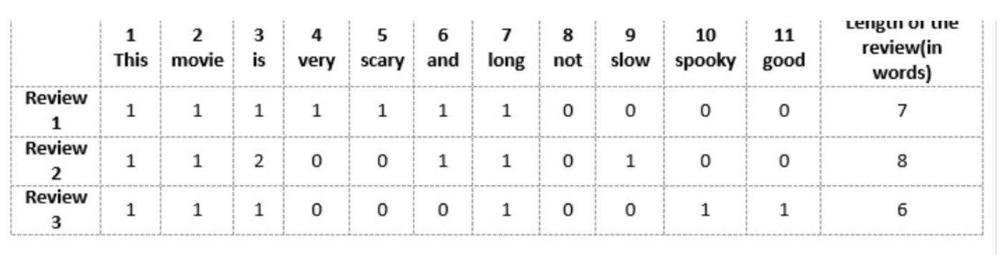 1 2 3 4 5 6 7 8 9 10 11 Length of the
This movie is very scary and long not slow spooky good review(in
words)
Review 1 1 1 1 1 1 1 1 0 0 0 0 7
Review 2 1 1 2 0 0 1 1 0 1 0 0 8
Review 3 1 1 1 0 0 0 1 0 0 1 1 6